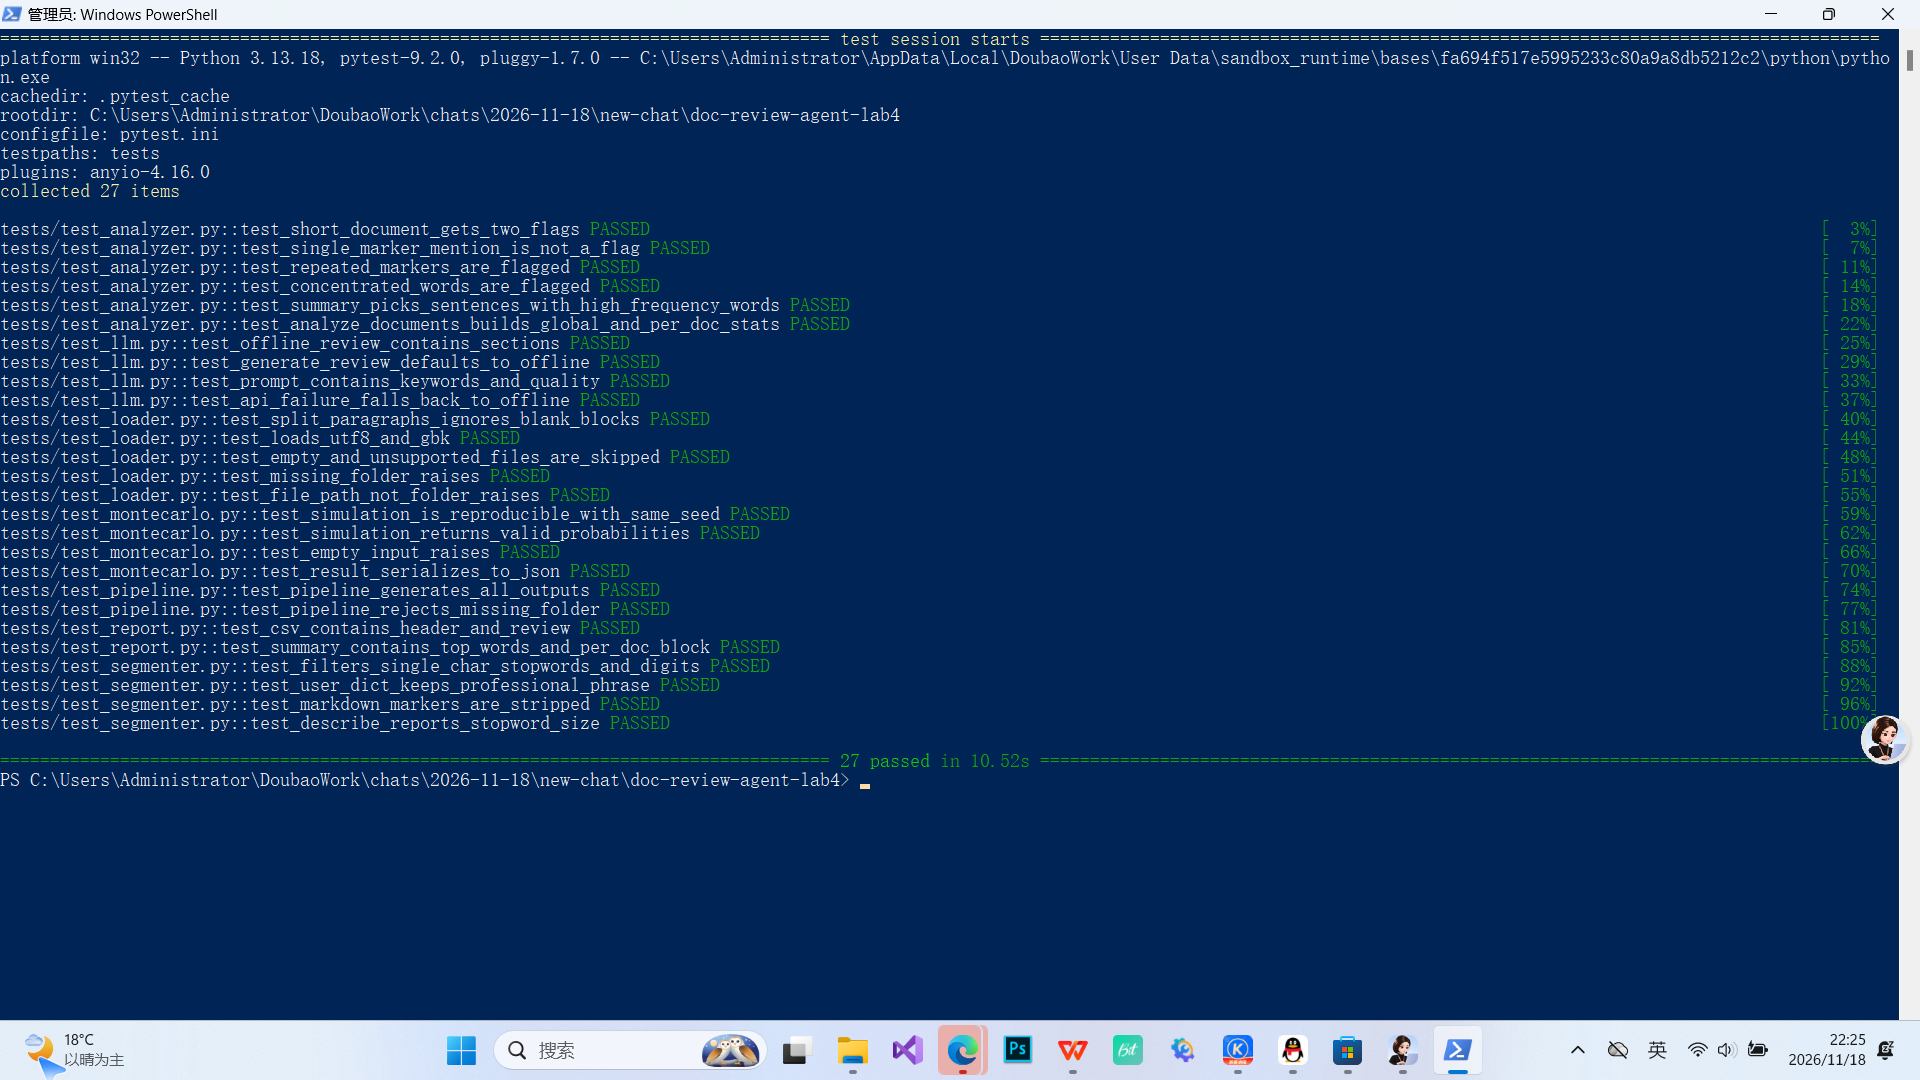 管理员: Windows PowerShell
============================= test session starts =============================
platform win32 -- Python 3.13.18, pytest-9.2.0, pluggy-1.7.0 -- C:\Users\Administrator\AppData\Local\DoubaoWork\User Data\sandbox_runtime\bases\fa694f517e5995233c80a9a8db5212c2\python\pytho
n.exe
cachedir: .pytest_cache
rootdir: C:\Users\Administrator\DoubaoWork\chats\2026-11-18\new-chat\doc-review-agent-lab4
configfile: pytest.ini
testpaths: tests
plugins: anyio-4.16.0
collected 27 items
tests/test_analyzer.py::test_short_document_gets_two_flags PASSED [  3%]
tests/test_analyzer.py::test_single_marker_mention_is_not_a_flag PASSED [  7%]
tests/test_analyzer.py::test_repeated_markers_are_flagged PASSED [ 11%]
tests/test_analyzer.py::test_concentrated_words_are_flagged PASSED [ 14%]
tests/test_analyzer.py::test_summary_picks_sentences_with_high_frequency_words PASSED [ 18%]
tests/test_analyzer.py::test_analyze_documents_builds_global_and_per_doc_stats PASSED [ 22%]
tests/test_llm.py::test_offline_review_contains_sections PASSED [ 25%]
tests/test_llm.py::test_generate_review_defaults_to_offline PASSED [ 29%]
tests/test_llm.py::test_prompt_contains_keywords_and_quality PASSED [ 33%]
tests/test_llm.py::test_api_failure_falls_back_to_offline PASSED [ 37%]
tests/test_loader.py::test_split_paragraphs_ignores_blank_blocks PASSED [ 40%]
tests/test_loader.py::test_loads_utf8_and_gbk PASSED [ 44%]
tests/test_loader.py::test_empty_and_unsupported_files_are_skipped PASSED [ 48%]
tests/test_loader.py::test_missing_folder_raises PASSED [ 51%]
tests/test_loader.py::test_file_path_not_folder_raises PASSED [ 55%]
tests/test_montecarlo.py::test_simulation_is_reproducible_with_same_seed PASSED [ 59%]
tests/test_montecarlo.py::test_simulation_returns_valid_probabilities PASSED [ 62%]
tests/test_montecarlo.py::test_empty_input_raises PASSED [ 66%]
tests/test_montecarlo.py::test_result_serializes_to_json PASSED [ 70%]
tests/test_pipeline.py::test_pipeline_generates_all_outputs PASSED [ 74%]
tests/test_pipeline.py::test_pipeline_rejects_missing_folder PASSED [ 77%]
tests/test_report.py::test_csv_contains_header_and_review PASSED [ 81%]
tests/test_report.py::test_summary_contains_top_words_and_per_doc_block PASSED [ 85%]
tests/test_segmenter.py::test_filters_single_char_stopwords_and_digits PASSED [ 88%]
tests/test_segmenter.py::test_user_dict_keeps_professional_phrase PASSED [ 92%]
tests/test_segmenter.py::test_markdown_markers_are_stripped PASSED [ 96%]
tests/test_segmenter.py::test_describe_reports_stopword_size PASSED [100%
============================= 27 passed in 10.52s =============================
PS C:\Users\Administrator\DoubaoWork\chats\2026-11-18\new-chat\doc-review-agent-lab4>
18°C
以晴为主
搜索
Ps
Bit
K
英
22:25
2026/11/18